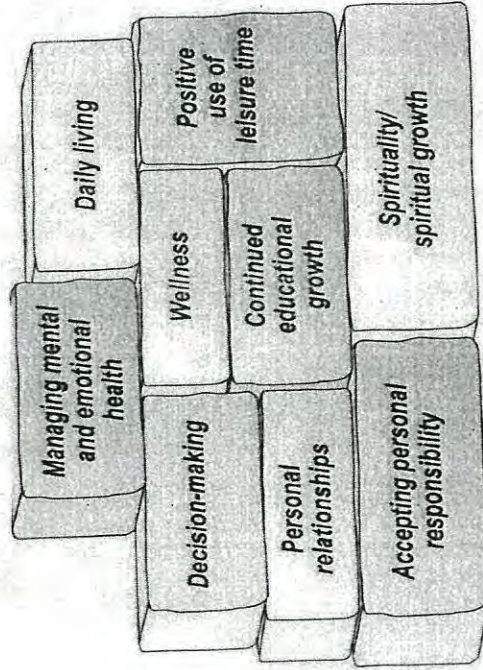 Managing mental
and emotional
health
Daily living
Decision-making
Wellness
Positive
use of
leisure time
Personal
relationships
Continued
educational
growth
Accepting personal
responsibility
Spirituality/
spiritual growth